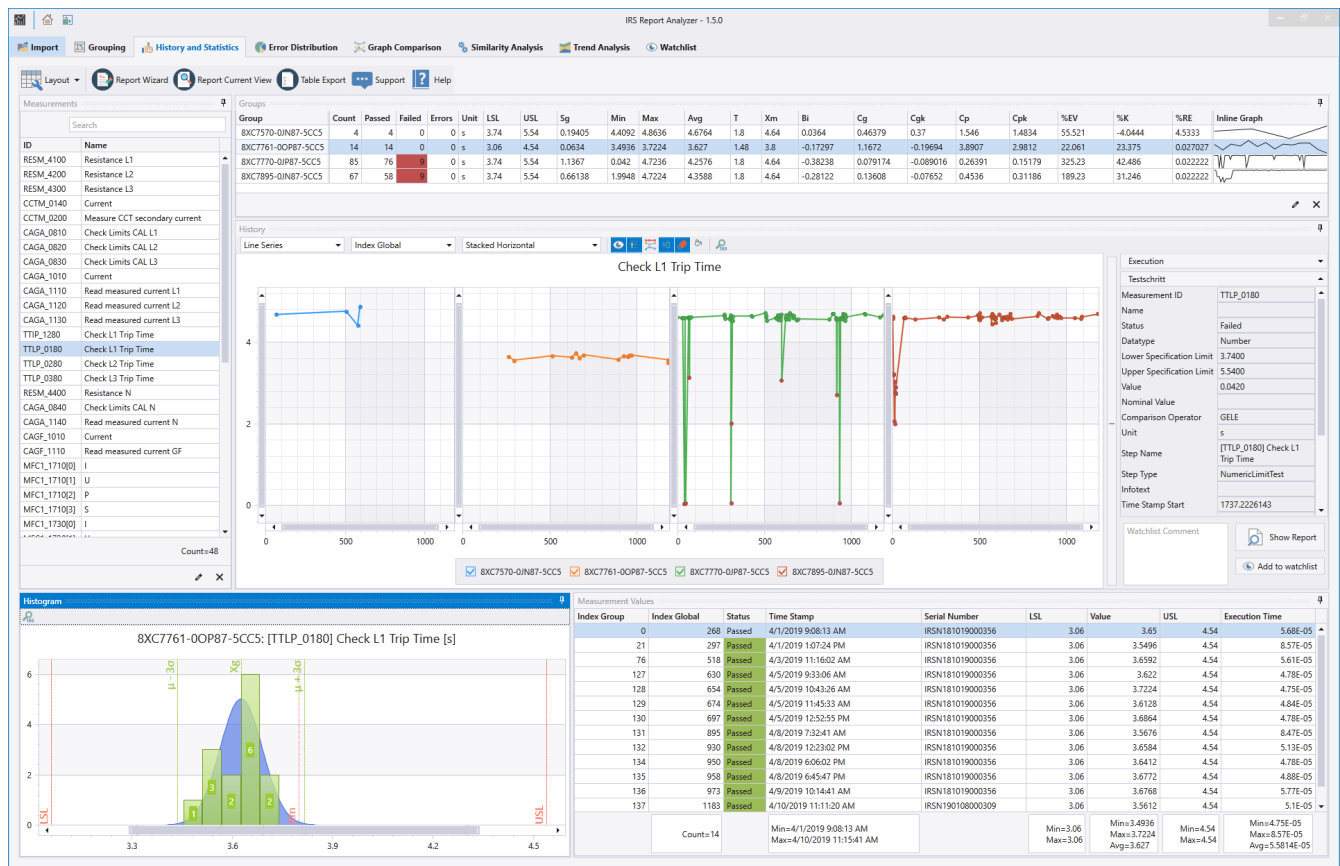 IRS Report Analyzer - 1.5.0
Import Grouping History and Statistics Error Distribution Graph Comparison Similarity Analysis Trend Analysis Watchlist
Layout Report Wizard Report Current View Table Export Support Help
Measurements
Search
ID Name
RESM_4100 Resistance L1
RESM_4200 Resistance L2
RESM_4300 Resistance L3
CCTM_0140 Current
CCTM_0200 Measure CCT secondary current
CAGA_0810 Check Limits CAL L1
CAGA_0820 Check Limits CAL L2
CAGA_0830 Check Limits CAL L3
CAGA_1010 Current
CAGA_1110 Read measured current L1
CAGA_1120 Read measured current L2
CAGA_1130 Read measured current L3
TTIP_1280 Check L1 Trip Time
TTLP_0180 Check L1 Trip Time
TTLP_0280 Check L2 Trip Time
TTLP_0380 Check L3 Trip Time
RESM_4400 Resistance N
CAGA_0840 Check Limits CAL N
CAGA_1140 Read measured current N
CAGF_1010 Current
CAGF_1110 Read measured current GF
MFC1_1710[0] I
MFC1_1710[1] U
MFC1_1710[2] P
MFC1_1710[3] S
MFC1_1730[0] I
Count=48
Groups
Group Count Passed Failed Errors Unit LSL USL Sg Min Max Avg T Xm Bi Cg Cgk Cp Cpk %EV %K %RE Inline Graph
8XC7570-0JN87-5CC5 4 4 0 0 s 3.74 5.54 0.19405 4.4092 4.8636 4.6764 1.8 4.64 0.0364 0.46379 0.37 1.546 1.4834 55.521 -4.0444 4.5333
8XC7761-0OP87-5CC5 14 14 0 0 s 3.06 4.54 0.0634 3.4936 3.7224 3.627 1.48 3.8 -0.17297 1.1672 -0.19694 3.8907 2.9812 22.061 23.375 0.027027
8XC7770-0JP87-5CC5 85 76 9 0 s 3.74 5.54 1.1367 0.042 4.7236 4.2576 1.8 4.64 -0.38238 0.079174 -0.089016 0.26391 0.15179 325.23 42.486 0.022222
8XC7895-0JN87-5CC5 67 58 9 0 s 3.74 5.54 0.66138 1.9948 4.7224 4.3588 1.8 4.64 -0.28122 0.13608 -0.07652 0.4536 0.31186 189.23 31.246 0.022222
History
Line Series Index Global Stacked Horizontal
Check L1 Trip Time
4
2
0
0 500 1000 0 500 1000 0 500 1000 0 500 1000
8XC7570-0JN87-5CC5 8XC7761-0OP87-5CC5 8XC7770-0JP87-5CC5 8XC7895-0JN87-5CC5
Execution
Testschritt
Measurement ID TTLP_0180
Name
Status Failed
Datatype Number
Lower Specification Limit 3.7400
Upper Specification Limit 5.5400
Value 0.0420
Nominal Value
Comparison Operator GELE
Unit s
Step Name [TTLP_0180] Check L1
Trip Time
Step Type NumericLimitTest
Infotext
Time Stamp Start 1737.2226143
Watchlist Comment
Show Report
Add to watchlist
Histogram
8XC7761-0OP87-5CC5: [TTLP_0180] Check L1 Trip Time [s]
6
4
2
0
LSL
μ - 3σ
Xg
μ + 3σ
USL
1
3
2
6
2
3.3 3.6 3.9 4.2 4.5
Measurement Values
Index Group Index Global Status Time Stamp Serial Number LSL Value USL Execution Time
0 268 Passed 4/1/2019 9:08:13 AM IRSN181019000356 3.06 3.65 4.54 5.68E-05
21 297 Passed 4/1/2019 1:07:24 PM IRSN181019000356 3.06 3.5496 4.54 8.57E-05
76 518 Passed 4/3/2019 11:16:02 AM IRSN181019000356 3.06 3.6592 4.54 5.61E-05
127 630 Passed 4/5/2019 9:33:06 AM IRSN181019000356 3.06 3.622 4.54 4.78E-05
128 654 Passed 4/5/2019 10:43:26 AM IRSN181019000356 3.06 3.7224 4.54 4.75E-05
129 674 Passed 4/5/2019 11:45:33 AM IRSN181019000356 3.06 3.6128 4.54 4.84E-05
130 697 Passed 4/5/2019 12:52:55 PM IRSN181019000356 3.06 3.6864 4.54 4.78E-05
131 895 Passed 4/8/2019 7:32:41 AM IRSN181019000356 3.06 3.5676 4.54 8.47E-05
132 930 Passed 4/8/2019 12:23:02 PM IRSN181019000356 3.06 3.6584 4.54 5.13E-05
134 950 Passed 4/8/2019 6:06:02 PM IRSN181019000356 3.06 3.6412 4.54 4.78E-05
135 958 Passed 4/8/2019 6:45:47 PM IRSN181019000356 3.06 3.6772 4.54 4.88E-05
136 973 Passed 4/9/2019 10:14:41 AM IRSN181019000356 3.06 3.6768 4.54 5.77E-05
137 1183 Passed 4/10/2019 11:11:20 AM IRSN190108000309 3.06 3.5612 4.54 5.1E-05
Count=14
Min=4/1/2019 9:08:13 AM
Max=4/10/2019 11:15:41 AM
Min=3.06
Max=3.06
Min=3.4936
Max=3.7224
Avg=3.627
Min=4.54
Max=4.54
Min=4.75E-05
Max=8.57E-05
Avg=5.5814E-05